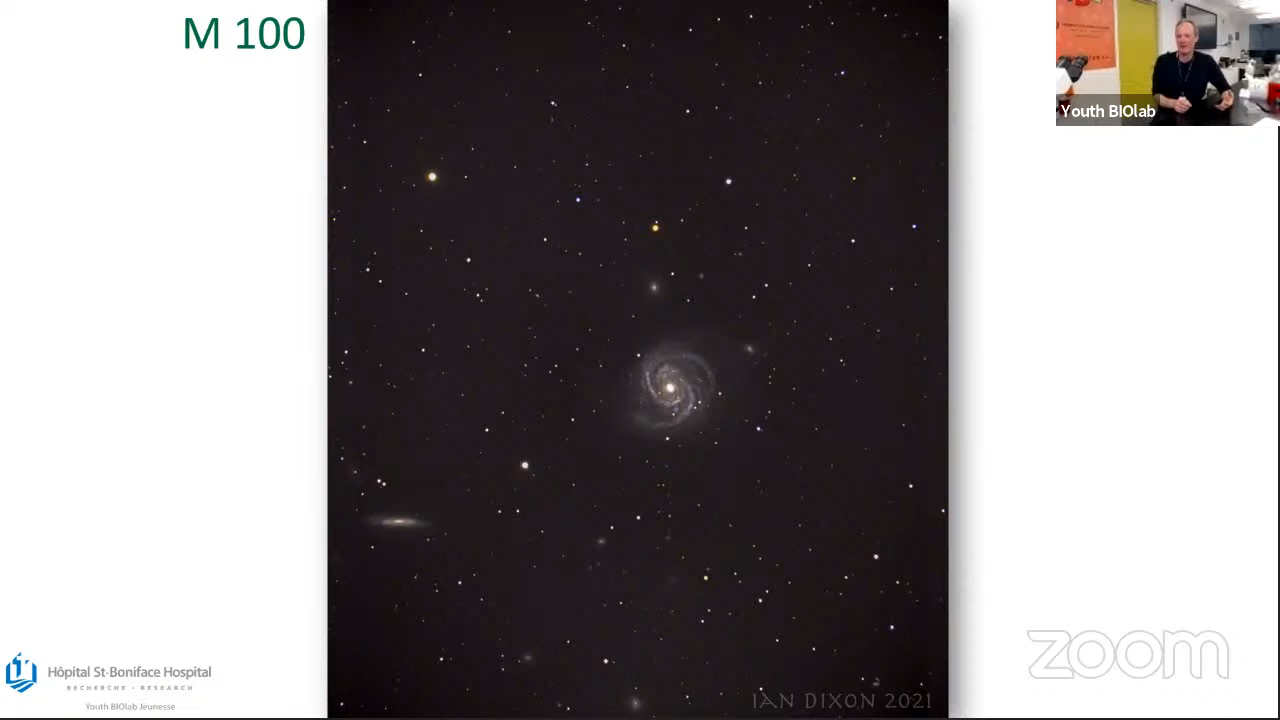 M 100
Youth BIOlab
Hôpital St-Boniface Hospital
RECHERCHE • RESEARCH
Youth BIOlab Jeunesse
IAN DIXON 2021
zoom